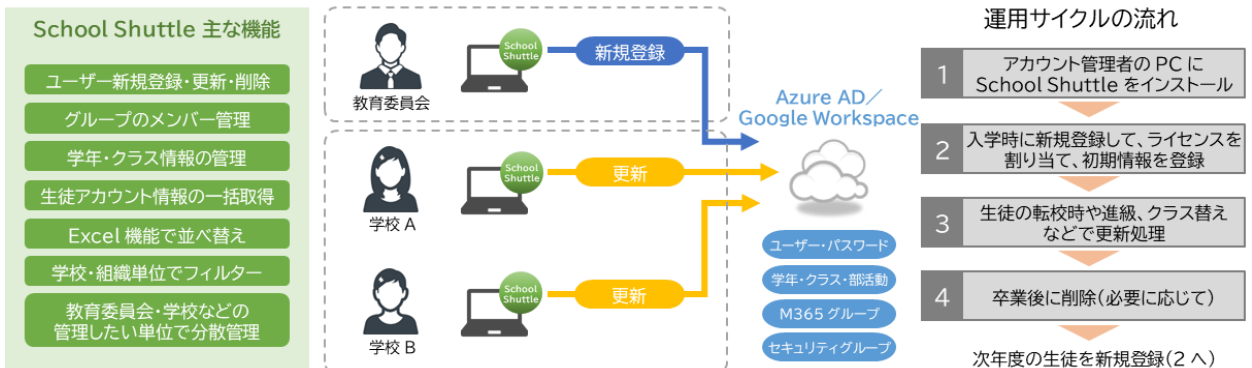 School Shuttle 主な機能
ユーザー新規登録・更新・削除
グループのメンバー管理
学年・クラス情報の管理
生徒アカウント情報の一括取得
Excel 機能で並べ替え
学校・組織単位でフィルター
教育委員会・学校などの
管理したい単位で分散管理
教育委員会
School
Shuttle
新規登録
学校 A
School
Shuttle
更新
学校 B
School
Shuttle
更新
Azure AD／
Google Workspace
ユーザー・パスワード
学年・クラス・部活動
M365 グループ
セキュリティグループ
運用サイクルの流れ
1
アカウント管理者の PC に
School Shuttle をインストール
2
入学時に新規登録して、ライセンスを
割り当て、初期情報を登録
3
生徒の転校時や進級、クラス替え
などで更新処理
4
卒業後に削除（必要に応じて）
次年度の生徒を新規登録（2 へ）